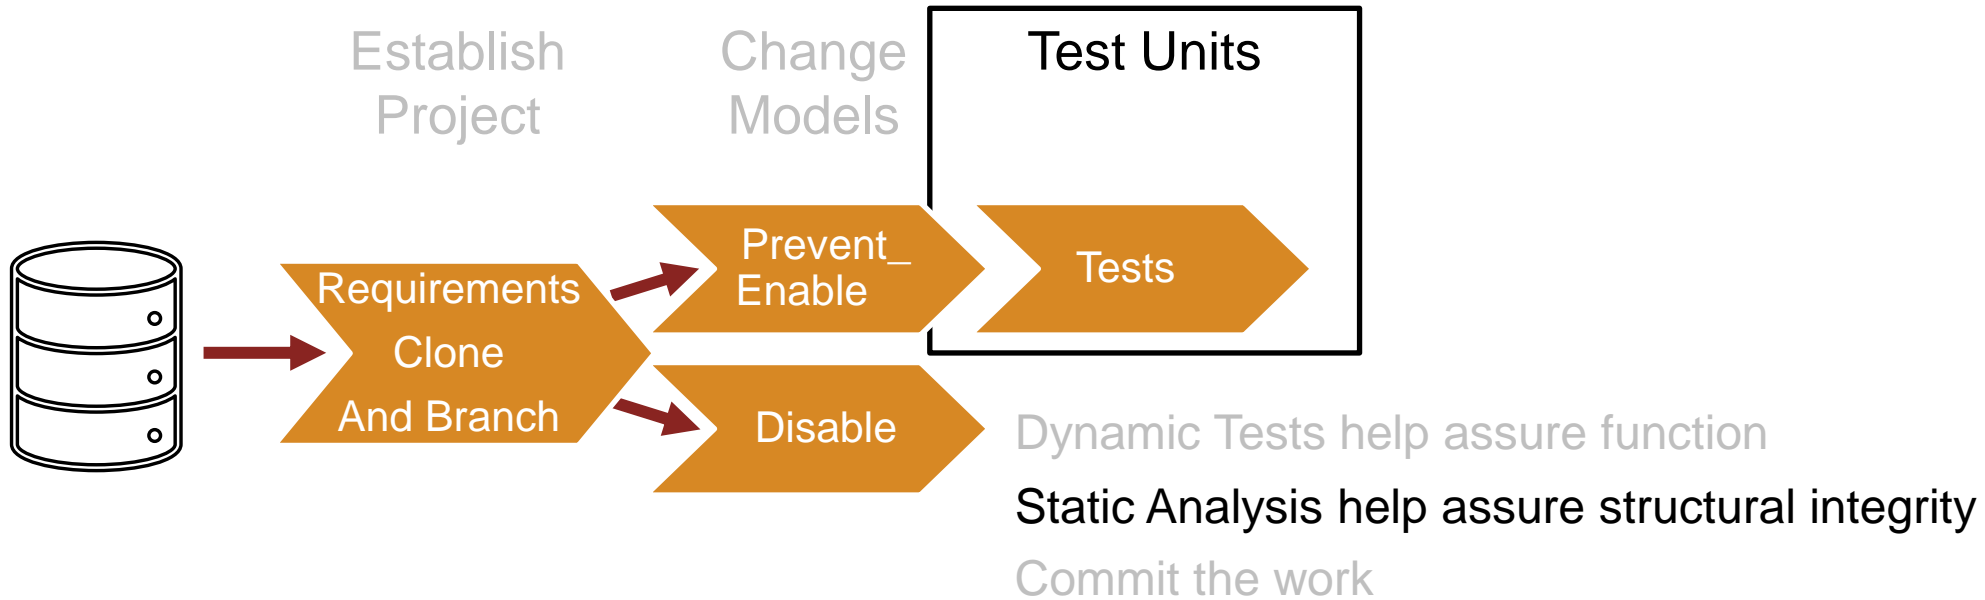 Establish
Project
Change
Models
Test Units
Requirements
Clone
And Branch
Prevent_
Enable
Tests
Disable
Dynamic Tests help assure function
Static Analysis help assure structural integrity
Commit the work